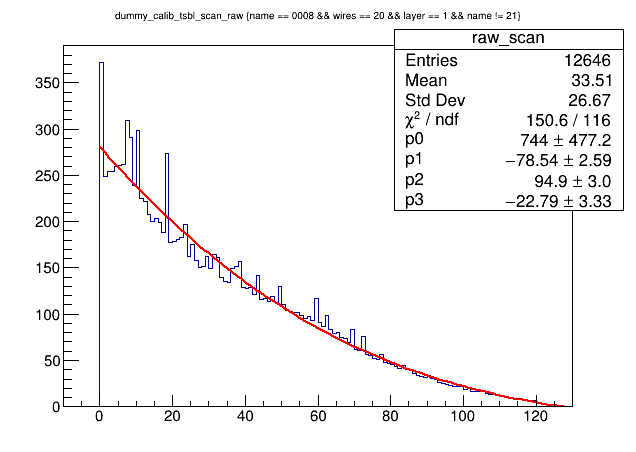 dummy_calib_tsbl_scan_raw {name == 0008 && wires == 20 && layer == 1 && name != 21}
raw_scan
Entries 12646
Mean 33.51
Std Dev 26.67
χ² / ndf 150.6 / 116
p0 744 ± 477.2
p1 −78.54 ± 2.59
p2 94.9 ± 3.0
p3 −22.79 ± 3.33
350
300
250
200
150
100
50
0
0 20 40 60 80 100 120